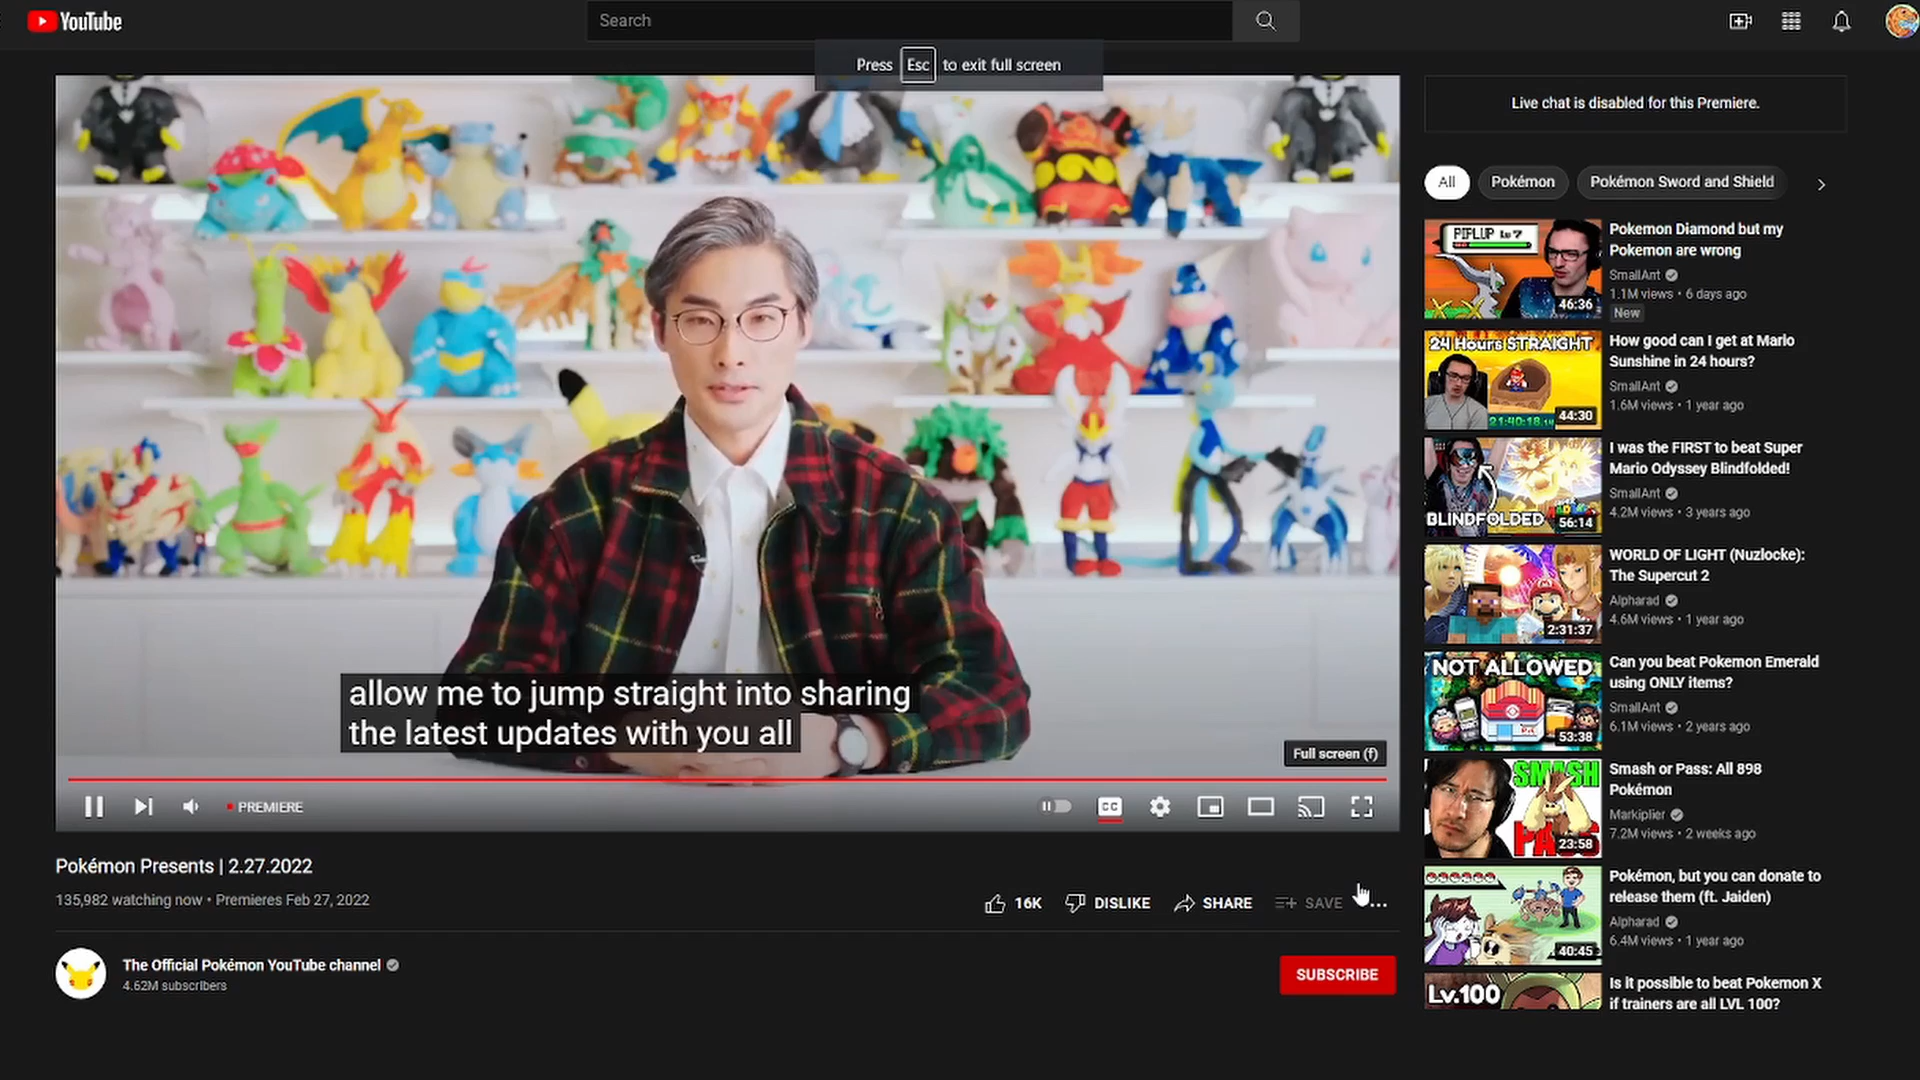 YouTube
Search
Press Esc to exit full screen
allow me to jump straight into sharing
the latest updates with you all
Full screen (f)
PREMIERE
CC
Pokémon Presents | 2.27.2022
135,982 watching now • Premieres Feb 27, 2022
16K
DISLIKE
SHARE
SAVE
The Official Pokémon YouTube channel
4.62M subscribers
SUBSCRIBE
Live chat is disabled for this Premiere.
All
Pokémon
Pokémon Sword and Shield
PIPLUP Lv 7
46:36
Pokemon Diamond but my
Pokemon are wrong
SmallAnt
1.1M views • 6 days ago
New
24 Hours STRAIGHT
44:30
How good can I get at Mario
Sunshine in 24 hours?
SmallAnt
1.6M views • 1 year ago
BLINDFOLDED
56:14
I was the FIRST to beat Super
Mario Odyssey Blindfolded!
SmallAnt
4.2M views • 3 years ago
2:31:37
WORLD OF LIGHT (Nuzlocke):
The Supercut 2
Alpharad
4.6M views • 1 year ago
NOT ALLOWED
53:38
Can you beat Pokemon Emerald
using ONLY items?
SmallAnt
6.1M views • 2 years ago
SMASH
PASS
23:58
Smash or Pass: All 898
Pokémon
Markiplier
7.2M views • 2 weeks ago
40:45
Pokémon, but you can donate to
release them (ft. Jaiden)
Alpharad
6.4M views • 1 year ago
Lv.100
Is it possible to beat Pokemon X
if trainers are all LVL 100?